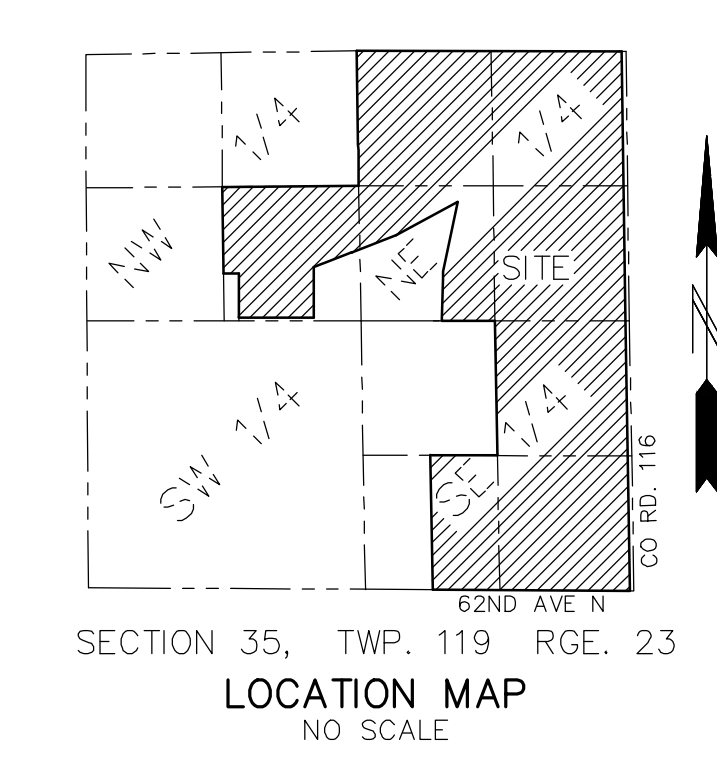 1/4
1/4
NW
NE
SITE
SW 1/4
SE 1/4
CO RD. 116
N
62ND AVE N
SECTION 35, TWP. 119 RGE. 23
LOCATION MAP
NO SCALE